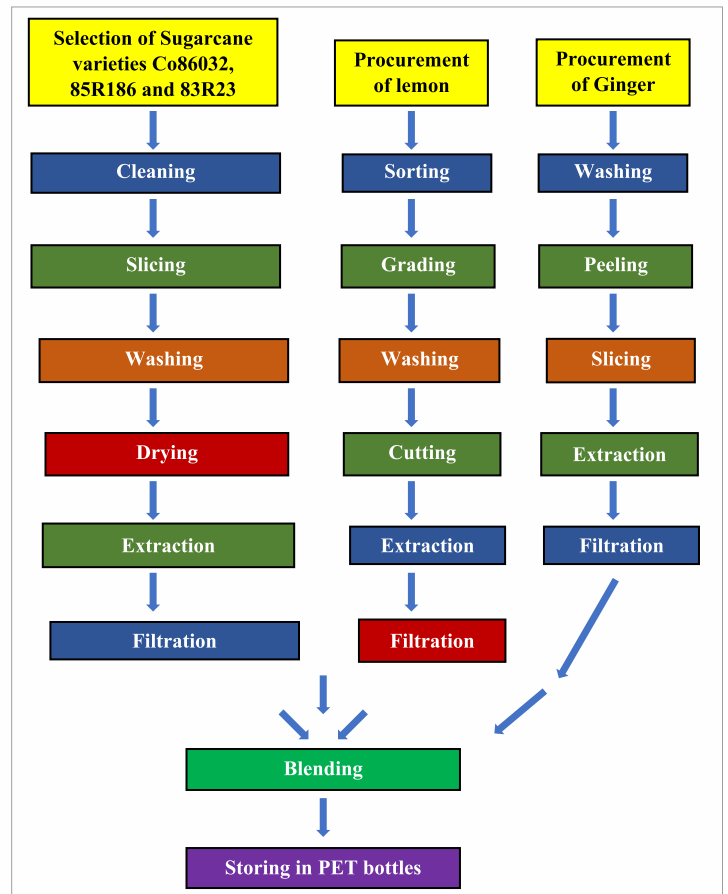 Selection of Sugarcane
varieties Co86032,
85R186 and 83R23
Procurement
of lemon
Procurement
of Ginger
Cleaning
Sorting
Washing
Slicing
Grading
Peeling
Washing
Washing
Slicing
Drying
Cutting
Extraction
Extraction
Extraction
Filtration
Filtration
Filtration
Blending
Storing in PET bottles